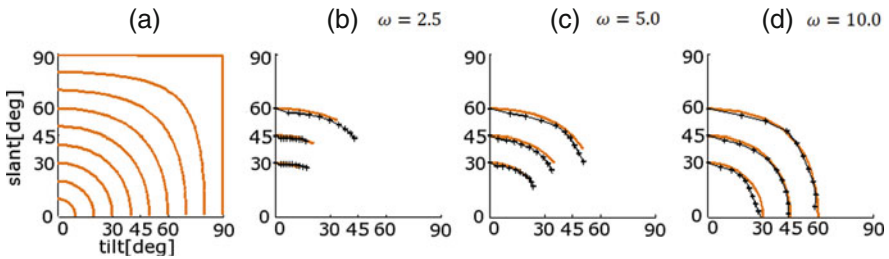 (a) (b) ω = 2.5 (c) ω = 5.0 (d) ω = 10.0
90 90 90 90
60 60 60 60
45 45 45 45
30 30 30 30
0 0 0 0
slant[deg]
0 30 45 60 90 0 30 45 60 90 0 30 45 60 90 0 30 45 60 90
tilt[deg]